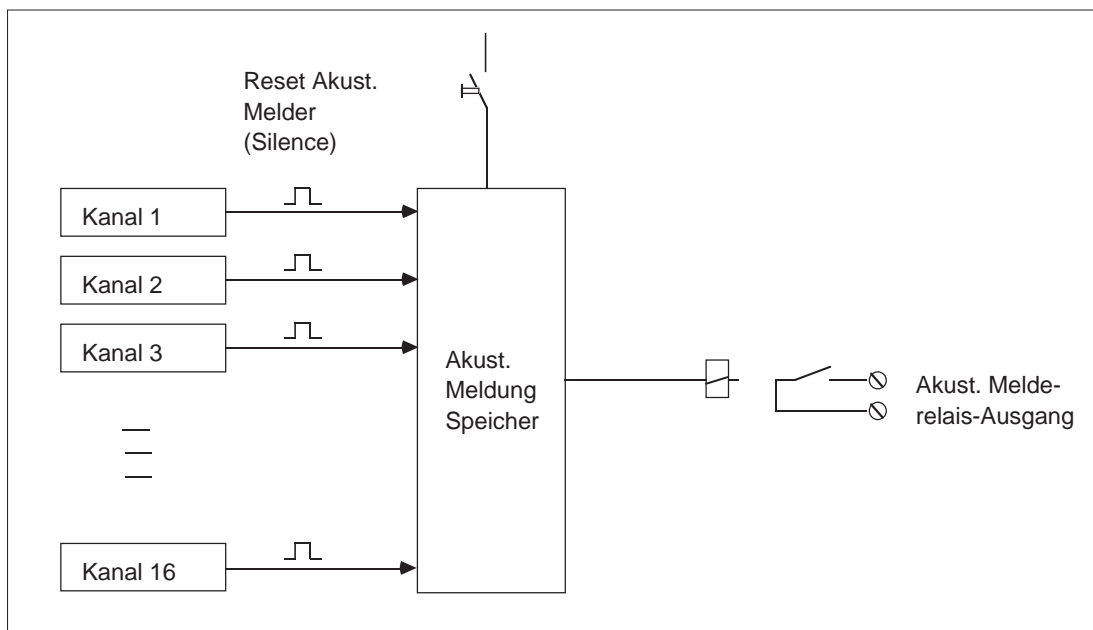 Reset Akust.
Melder
(Silence)
Kanal 1
Kanal 2
Kanal 3
Kanal 16
Akust.
Meldung
Speicher
Akust. Melde-
relais-Ausgang